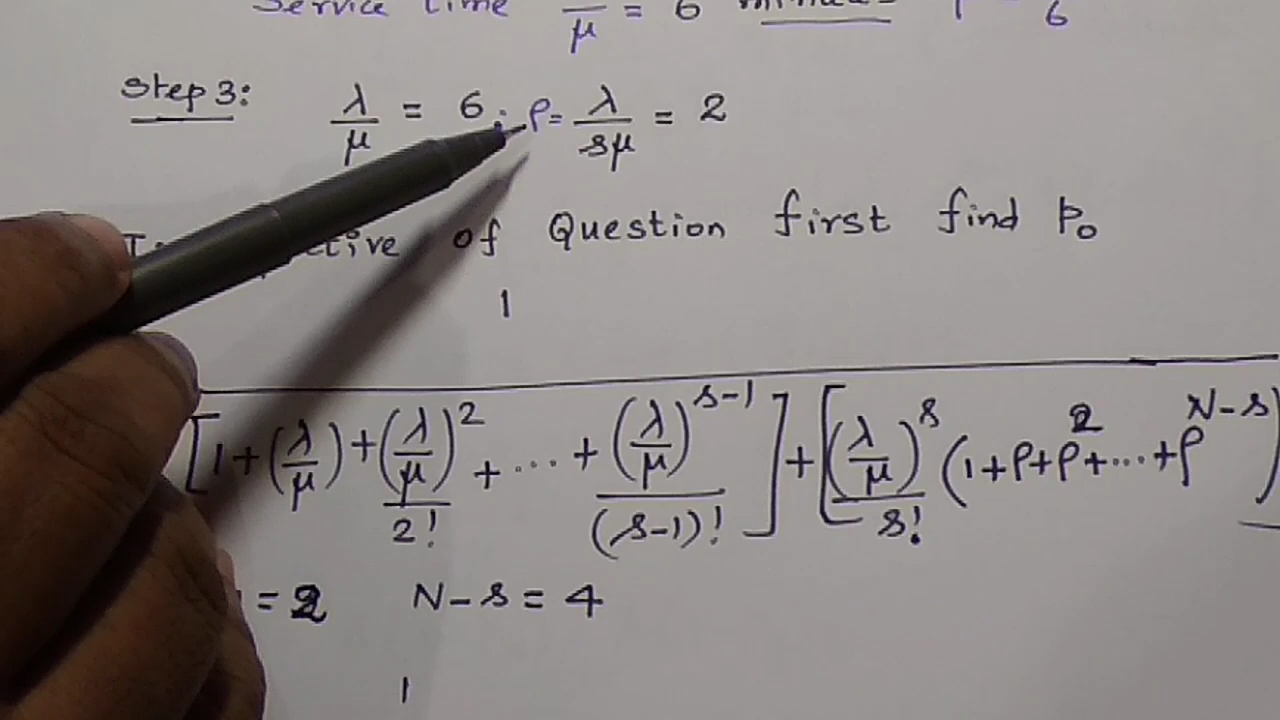 Service time 1/μ = 6 minutes
Step 3: λ/μ = 6; ρ = λ/sμ = 2
of Question first find P₀
1
[1+(λ/μ)+(λ/μ)²/2!+...+(λ/μ)^(s-1)/(s-1)!]+[(λ/μ)^s/s!(1+ρ+ρ²+...+ρ^(N-s))
= 2 N-s = 4
1